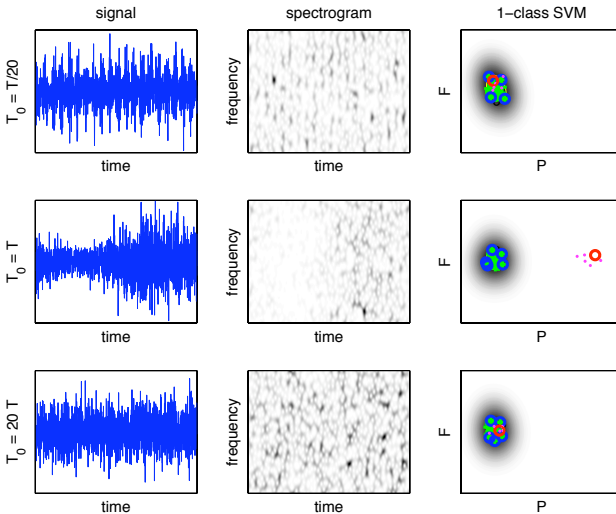 signal
spectrogram
1−class SVM
T0 = T/20
time
frequency
time
F
P
T0 = T
time
frequency
time
F
P
T0 = 20 T
time
frequency
time
F
P